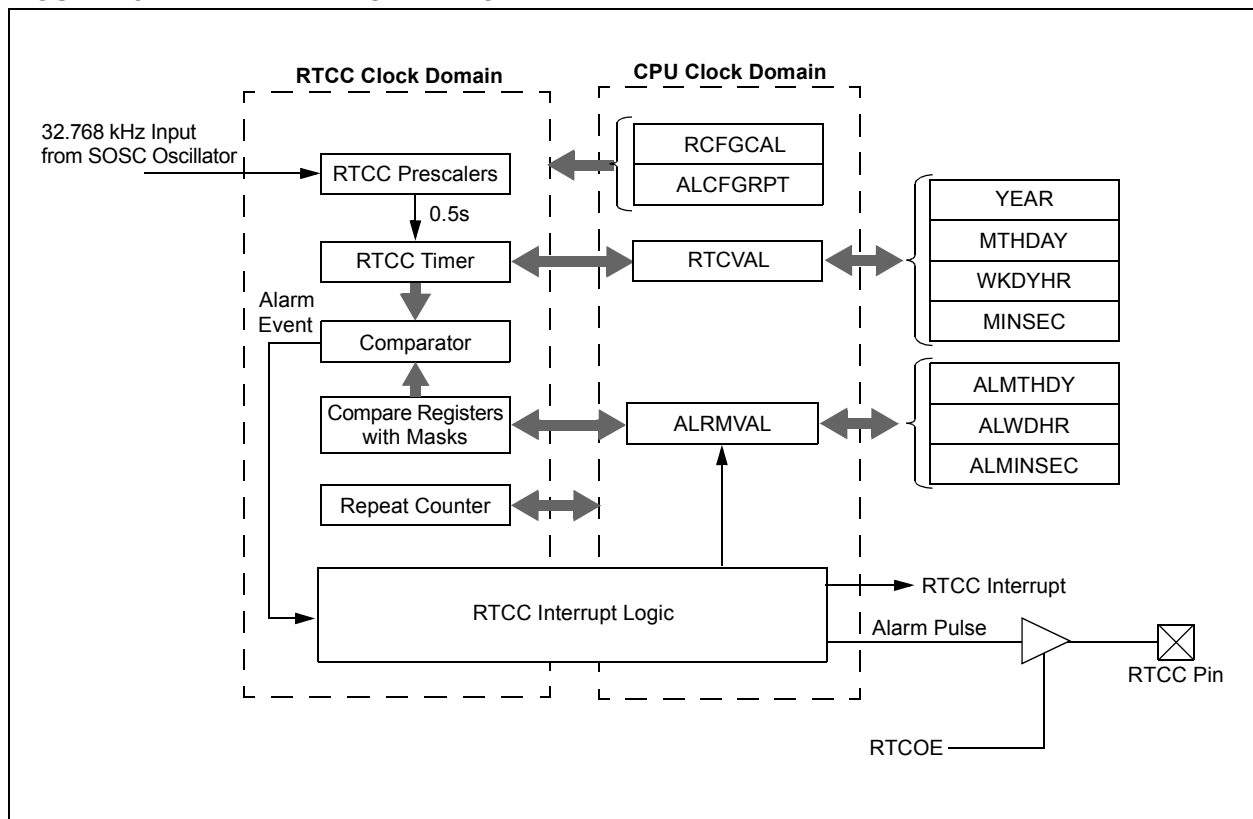 RTCC Clock Domain
CPU Clock Domain
32.768 kHz Input
from SOSC Oscillator
RTCC Prescalers
0.5s
RTCC Timer
Alarm
Event
Comparator
Compare Registers
with Masks
Repeat Counter
RCFGCAL
ALCFGRPT
RTCVAL
YEAR
MTHDAY
WKDYHR
MINSEC
ALRMVAL
ALMTHDY
ALWDHR
ALMINSEC
RTCC Interrupt Logic
RTCC Interrupt
Alarm Pulse
RTCC Pin
RTCOE